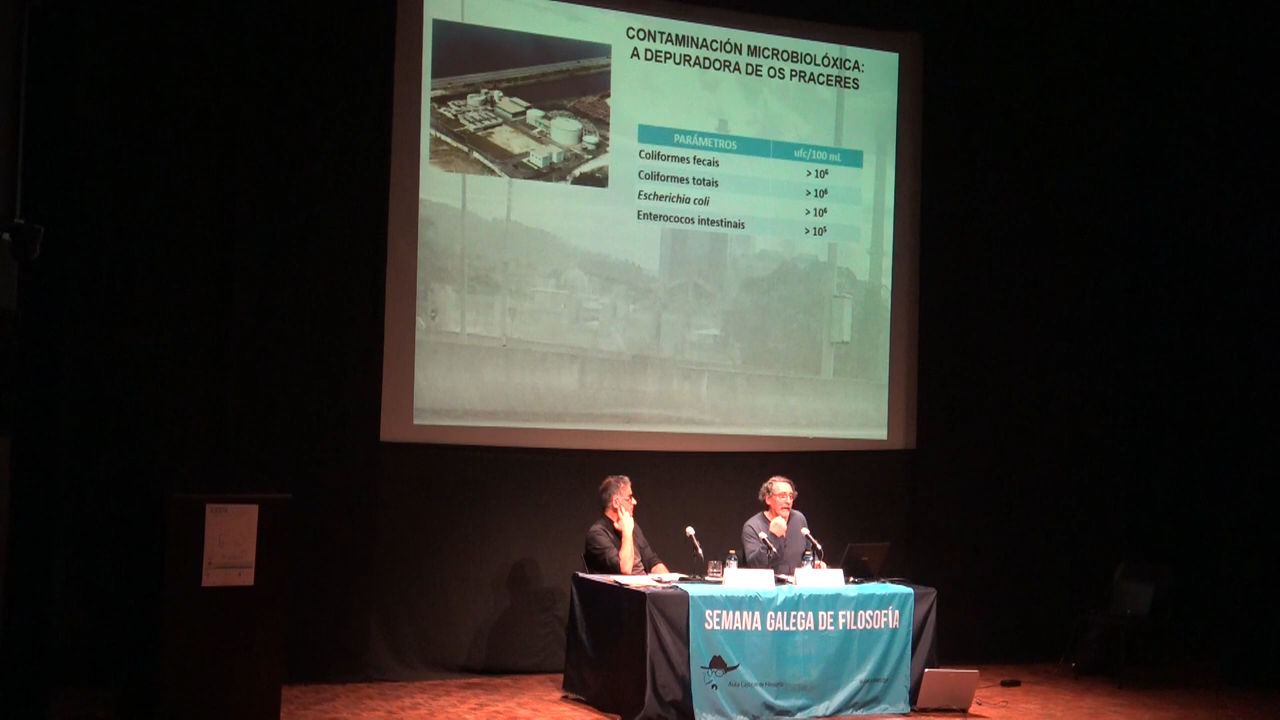 CONTAMINACIÓN MICROBIOLÓXICA:
A DEPURADORA DE OS PRACERES
PARÁMETROS ufc/100 mL
Coliformes fecais > 10⁶
Coliformes totais > 10⁶
Escherichia coli > 10⁶
Enterococos intestinais > 10⁵
SEMANA GALEGA DE FILOSOFÍA